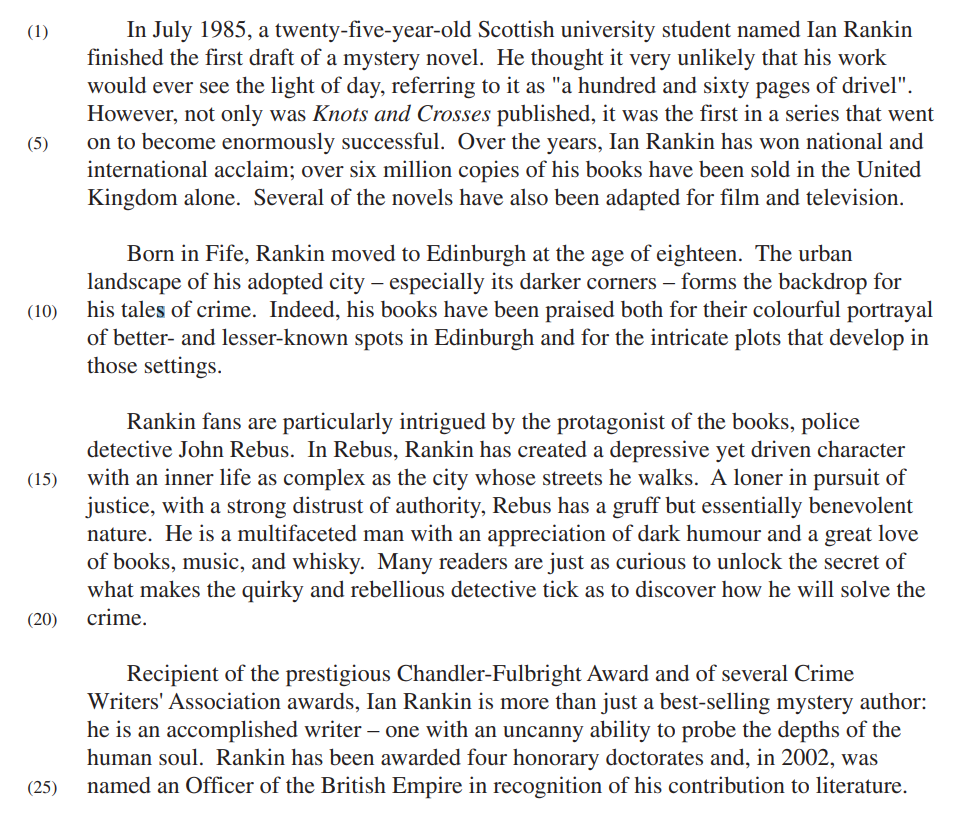 (1) In July 1985, a twenty-five-year-old Scottish university student named Ian Rankin
finished the first draft of a mystery novel. He thought it very unlikely that his work
would ever see the light of day, referring to it as "a hundred and sixty pages of drivel".
However, not only was Knots and Crosses published, it was the first in a series that went
(5) on to become enormously successful. Over the years, Ian Rankin has won national and
international acclaim; over six million copies of his books have been sold in the United
Kingdom alone. Several of the novels have also been adapted for film and television.
Born in Fife, Rankin moved to Edinburgh at the age of eighteen. The urban
landscape of his adopted city – especially its darker corners – forms the backdrop for
(10) his tales of crime. Indeed, his books have been praised both for their colourful portrayal
of better- and lesser-known spots in Edinburgh and for the intricate plots that develop in
those settings.
Rankin fans are particularly intrigued by the protagonist of the books, police
detective John Rebus. In Rebus, Rankin has created a depressive yet driven character
(15) with an inner life as complex as the city whose streets he walks. A loner in pursuit of
justice, with a strong distrust of authority, Rebus has a gruff but essentially benevolent
nature. He is a multifaceted man with an appreciation of dark humour and a great love
of books, music, and whisky. Many readers are just as curious to unlock the secret of
what makes the quirky and rebellious detective tick as to discover how he will solve the
(20) crime.
Recipient of the prestigious Chandler-Fulbright Award and of several Crime
Writers' Association awards, Ian Rankin is more than just a best-selling mystery author:
he is an accomplished writer – one with an uncanny ability to probe the depths of the
human soul. Rankin has been awarded four honorary doctorates and, in 2002, was
(25) named an Officer of the British Empire in recognition of his contribution to literature.